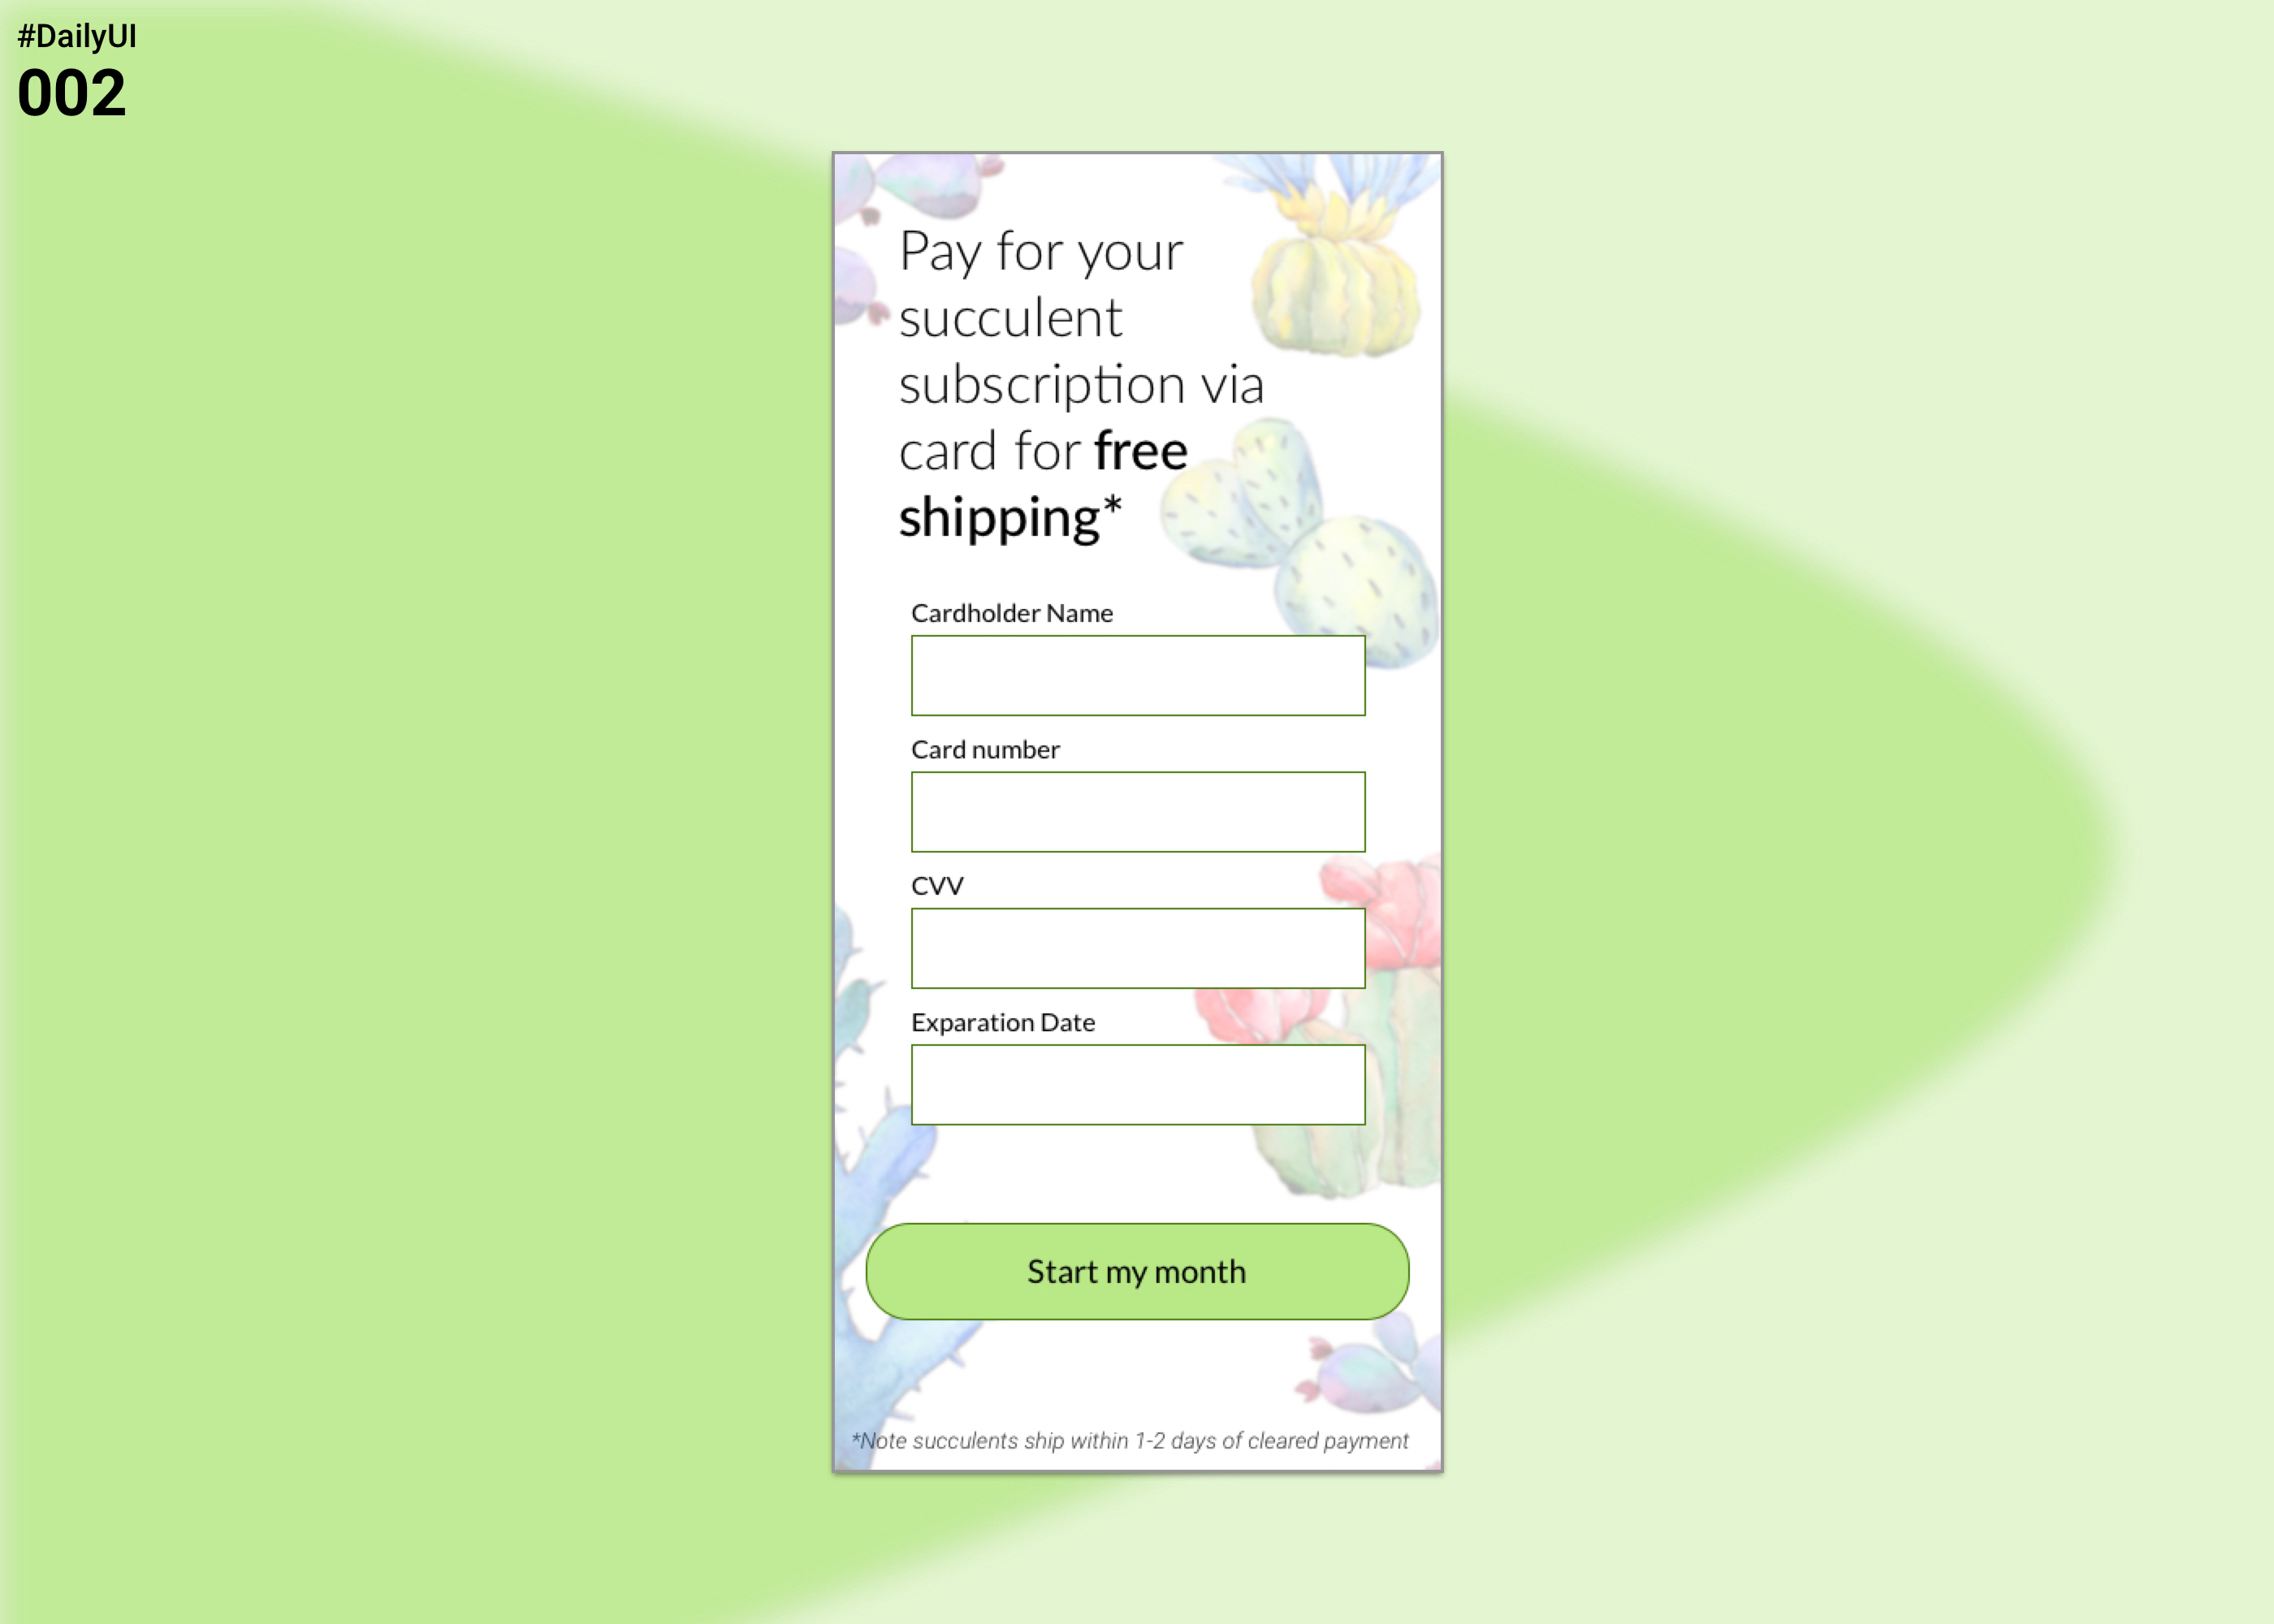 #DailyUI
002
Pay for your
succulent
subscription via
card for free
shipping*
Cardholder Name
Card number
CVV
Exparation Date
Start my month
*Note succulents ship within 1-2 days of cleared payment